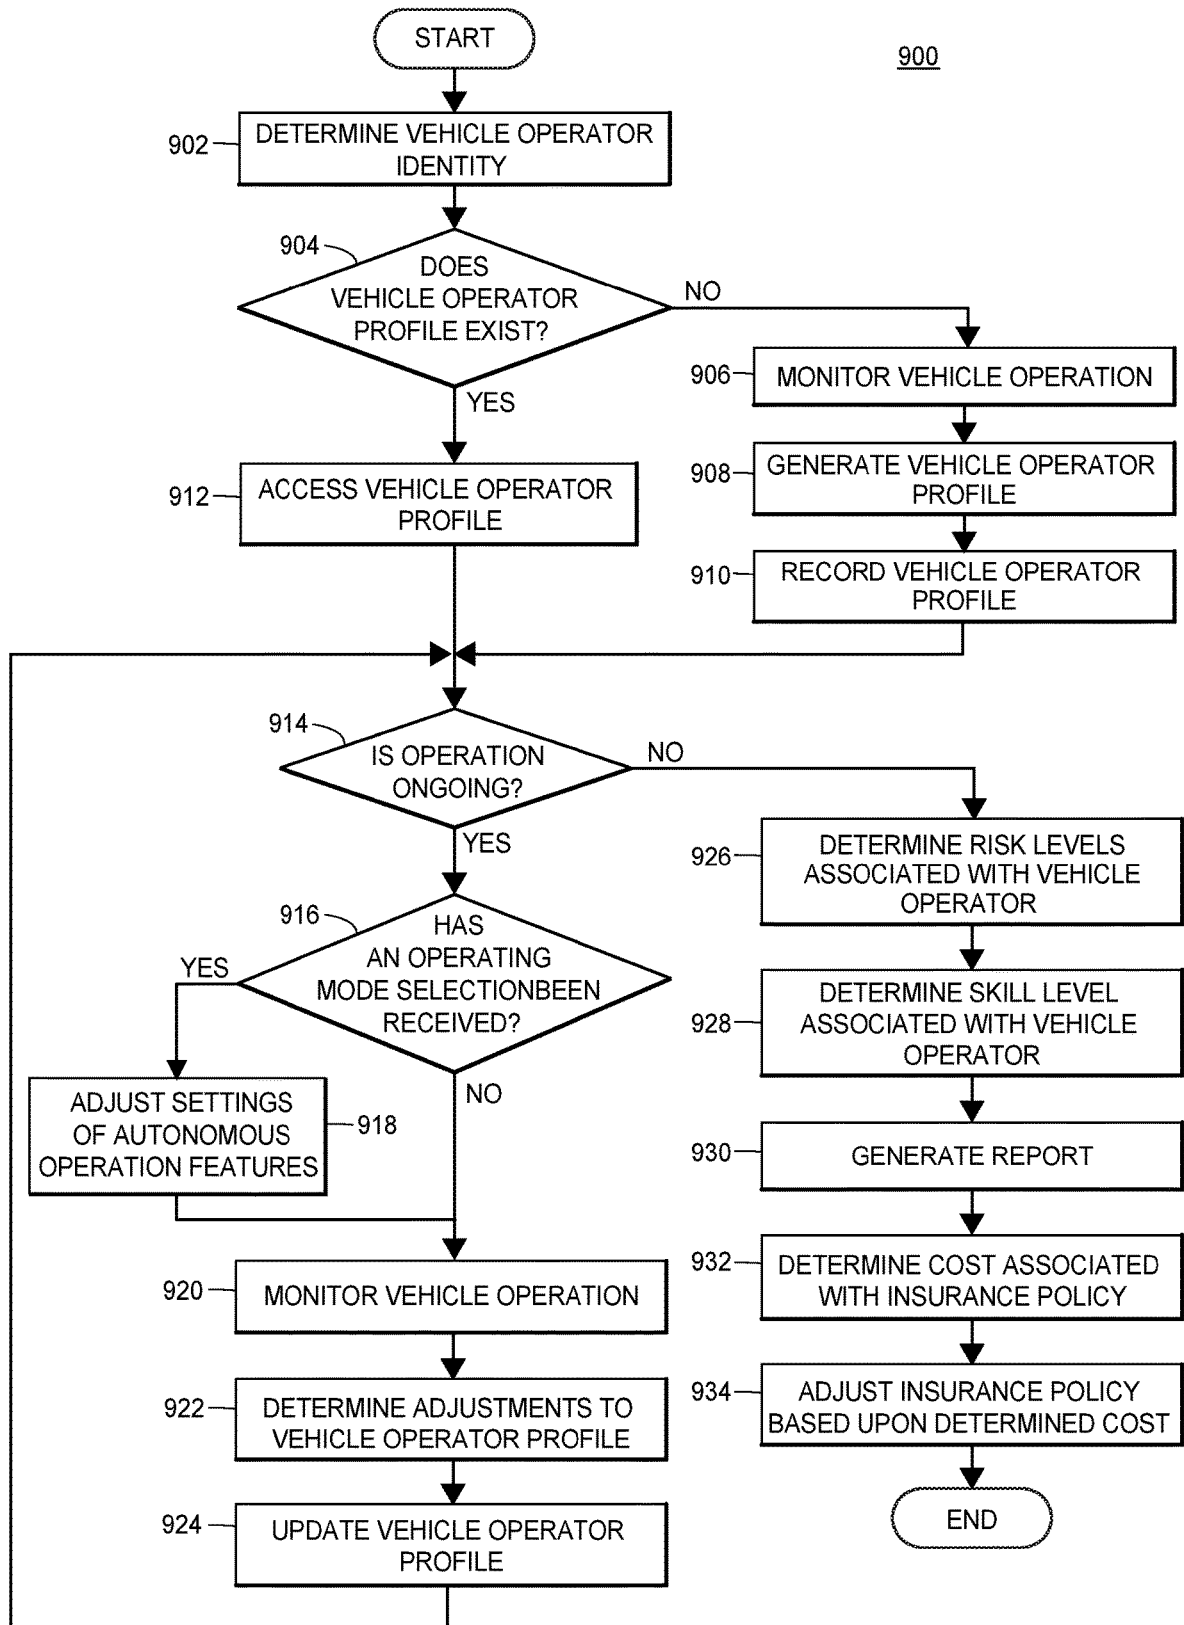 START
900
902
DETERMINE VEHICLE OPERATOR
IDENTITY
904
DOES
VEHICLE OPERATOR
PROFILE EXIST?
NO
YES
906
MONITOR VEHICLE OPERATION
908
GENERATE VEHICLE OPERATOR
PROFILE
910
RECORD VEHICLE OPERATOR
PROFILE
912
ACCESS VEHICLE OPERATOR
PROFILE
914
IS OPERATION
ONGOING?
NO
YES
916
HAS
AN OPERATING
MODE SELECTIONBEEN
RECEIVED?
YES
NO
ADJUST SETTINGS
OF AUTONOMOUS
OPERATION FEATURES
918
920
MONITOR VEHICLE OPERATION
922
DETERMINE ADJUSTMENTS TO
VEHICLE OPERATOR PROFILE
924
UPDATE VEHICLE OPERATOR
PROFILE
926
DETERMINE RISK LEVELS
ASSOCIATED WITH VEHICLE
OPERATOR
928
DETERMINE SKILL LEVEL
ASSOCIATED WITH VEHICLE
OPERATOR
930
GENERATE REPORT
932
DETERMINE COST ASSOCIATED
WITH INSURANCE POLICY
934
ADJUST INSURANCE POLICY
BASED UPON DETERMINED COST
END